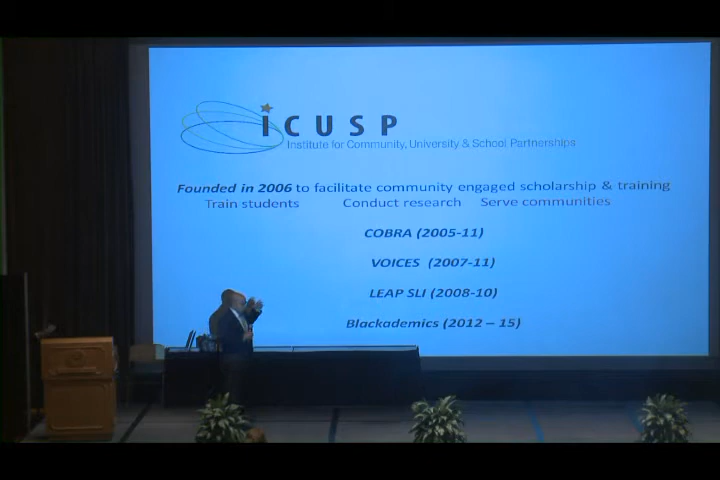 iCUSP
Institute for Community, University & School Partnerships
Founded in 2006 to facilitate community engaged scholarship & training
Train students Conduct research Serve communities
COBRA (2005-11)
VOICES (2007-11)
LEAP SLI (2008-10)
Blackademics (2012 – 15)